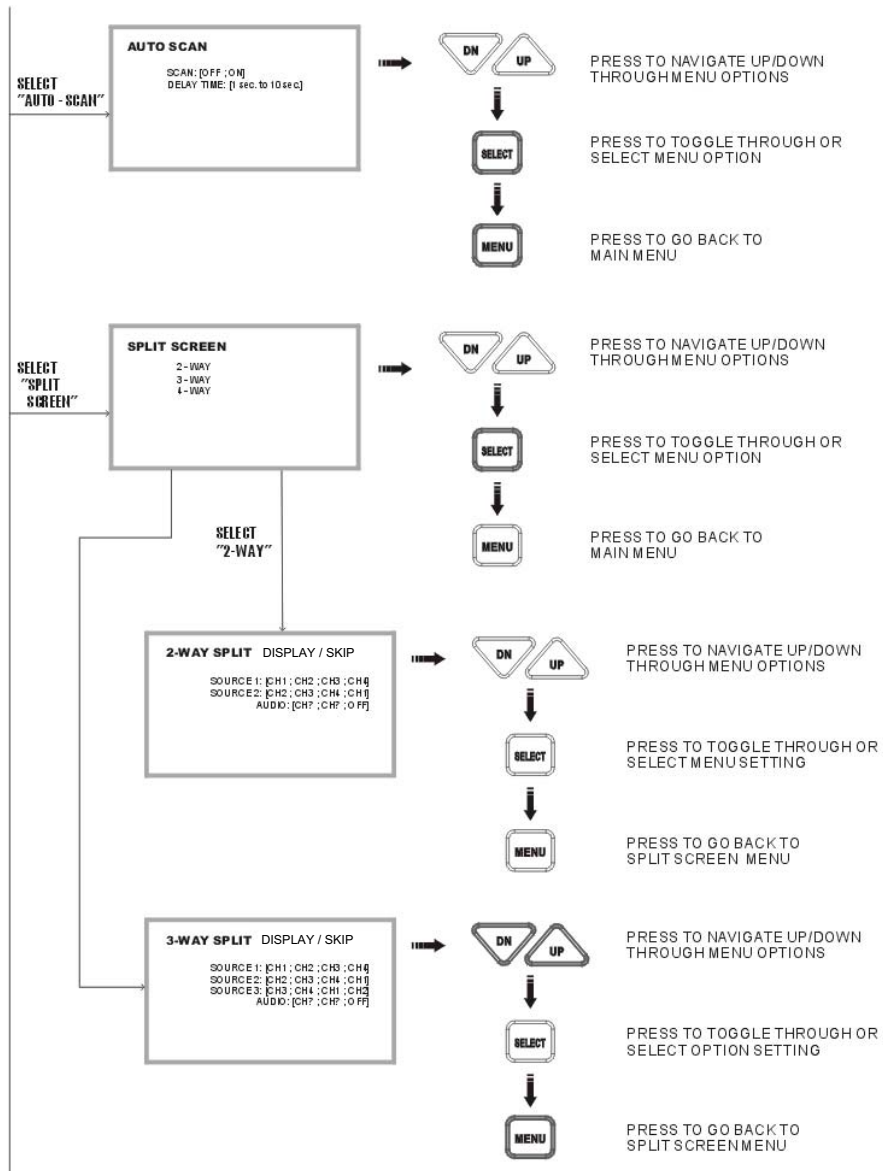 AUTO SCAN
SCAN: [OFF ; ON]
DELAY TIME: [1 sec. to 10 sec.]
SELECT
"AUTO - SCAN"
DN
UP
PRESS TO NAVIGATE UP/DOWN
THROUGH MENU OPTIONS
SELECT
PRESS TO TOGGLE THROUGH OR
SELECT MENU OPTION
MENU
PRESS TO GO BACK TO
MAIN MENU
SPLIT SCREEN
2 - WAY
3 - WAY
4 - WAY
SELECT
"SPLIT
SCREEN"
DN
UP
PRESS TO NAVIGATE UP/DOWN
THROUGH MENU OPTIONS
SELECT
PRESS TO TOGGLE THROUGH OR
SELECT MENU OPTION
MENU
PRESS TO GO BACK TO
MAIN MENU
SELECT
"2-WAY"
2-WAY SPLIT DISPLAY / SKIP
SOURCE 1: [CH1 ; CH2 ; CH3 ; CH4]
SOURCE 2: [CH2 ; CH3 ; CH4 ; CH1]
AUDIO: [CH? ; CH? ; OFF]
DN
UP
PRESS TO NAVIGATE UP/DOWN
THROUGH MENU OPTIONS
SELECT
PRESS TO TOGGLE THROUGH OR
SELECT MENU SETTING
MENU
PRESS TO GO BACK TO
SPLIT SCREEN MENU
3-WAY SPLIT DISPLAY / SKIP
SOURCE 1: [CH1 ; CH2 ; CH3 ; CH4]
SOURCE 2: [CH2 ; CH3 ; CH4 ; CH1]
SOURCE 3: [CH3 ; CH4 ; CH1 ; CH2]
AUDIO: [CH? ; CH? ; OFF]
DN
UP
PRESS TO NAVIGATE UP/DOWN
THROUGH MENU OPTIONS
SELECT
PRESS TO TOGGLE THROUGH OR
SELECT OPTION SETTING
MENU
PRESS TO GO BACK TO
SPLIT SCREEN MENU